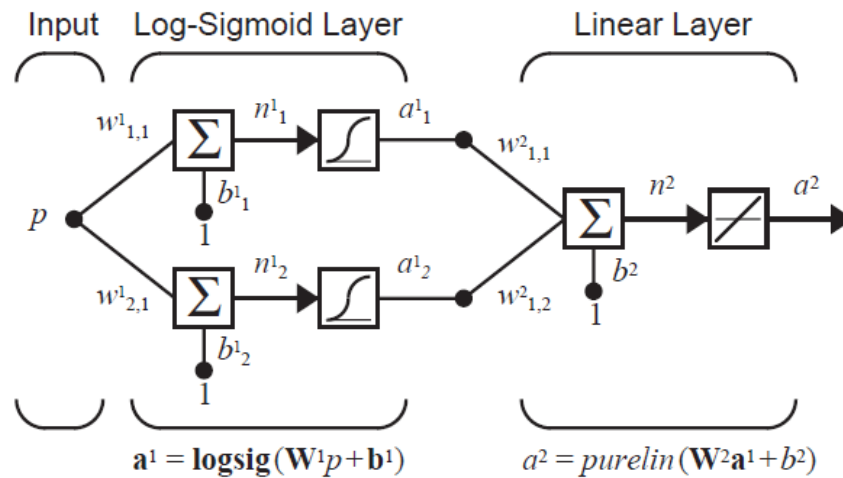 Input Log-Sigmoid Layer Linear Layer
w¹₁,₁ Σ n¹₁ a¹₁ w²₁,₁
b¹₁
1
p Σ n² a²
b²
1
w¹₂,₁ Σ n¹₂ a¹₂ w²₁,₂
b¹₂
1
a¹ = logsig(W¹p+b¹) a² = purelin(W²a¹+b²)